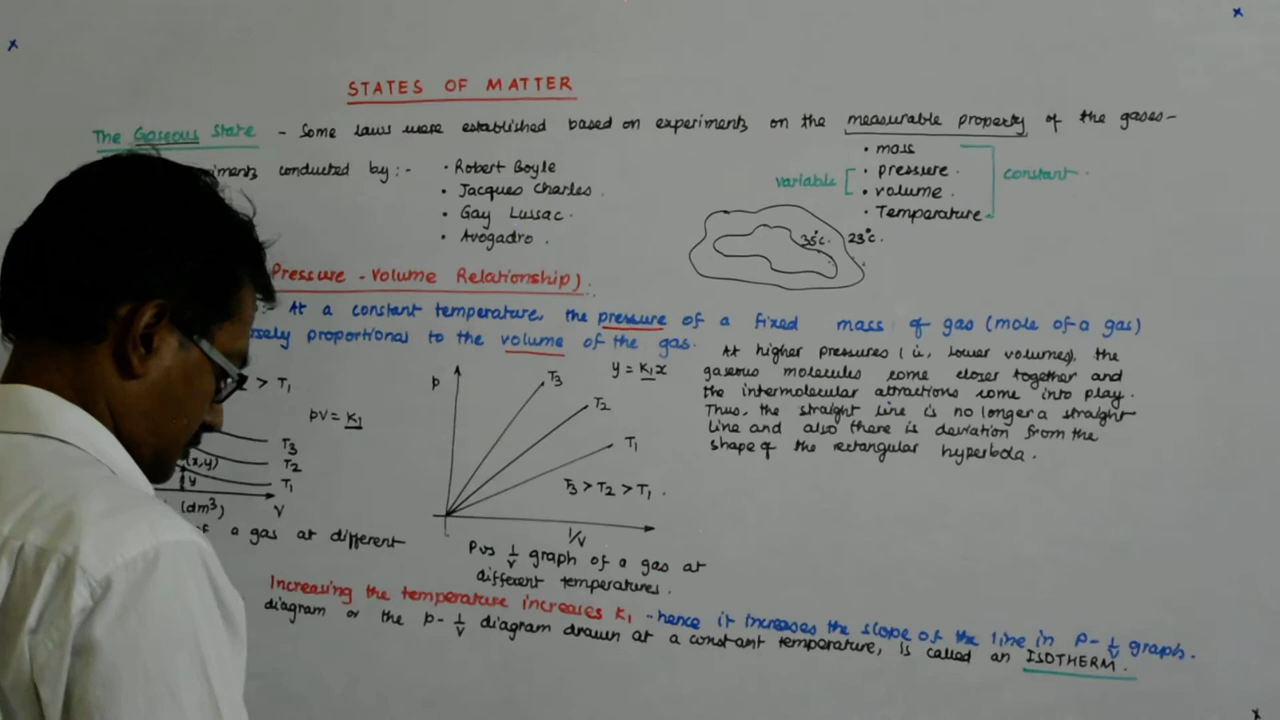 STATES OF MATTER
The Gaseous State - Some laws were established based on experiments on the measurable property of the gases-
iments conducted by:-
• Robert Boyle
• Jacques Charles.
• Gay Lussac.
• Avogadro.
• mass
• pressure.
• volume.
• Temperature
variable
constant.
35°C.
23°C.
Pressure - Volume Relationship).
:- At a constant temperature, the pressure of a fixed mass of gas (mole of a gas)
sely proportional to the volume of the gas.
> T1
PV = K1
T3
T2
T1
(x,y)
y
(dm3)
V
of a gas at different
P
T3
T2
T1
y = K1x
T3 > T2 > T1.
1/V
P vs 1/V graph of a gas at
different temperatures.
At higher pressures (ie, lower volumes), the
gaseous molecules come closer together and
the intermolecular attractions come into play.
Thus, the straight line is no longer a straight
line and also there is deviation from the
shape of the rectangular hyperbola.
Increasing the temperature increases K1 - hence it increases the slope of the line in P - 1/V graph.
diagram or the P - 1/V diagram drawn at a constant temperature, is called an ISOTHERM.